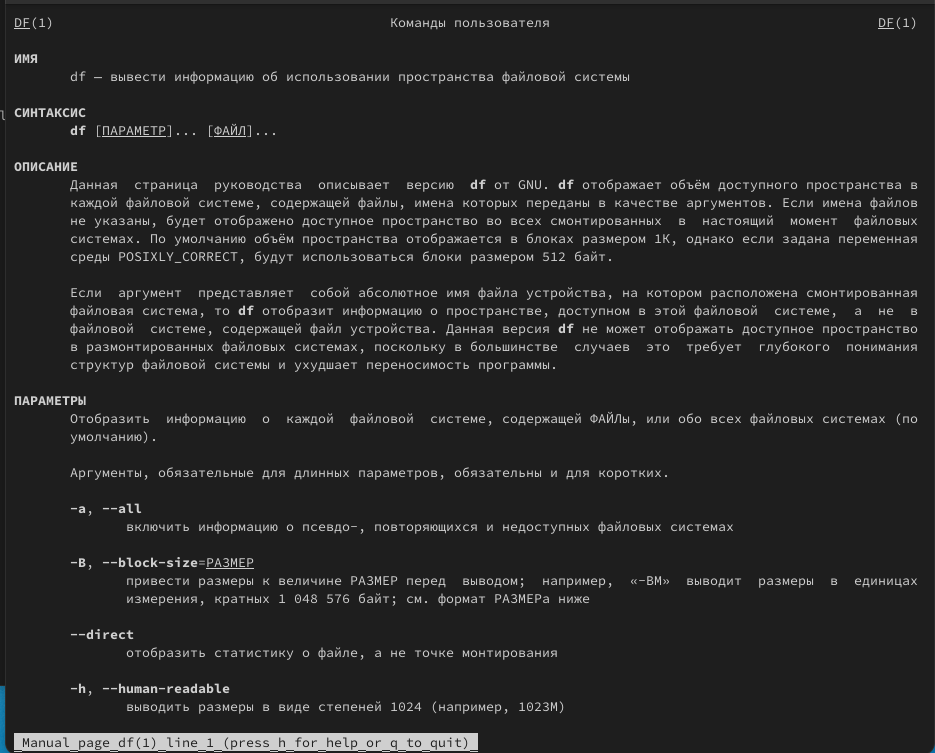 DF(1) Команды пользователя DF(1)
ИМЯ
df – вывести информацию об использовании пространства файловой системы
СИНТАКСИС
df [ПАРАМЕТР]... [ФАЙЛ]...
ОПИСАНИЕ
Данная страница руководства описывает версию df от GNU. df отображает объём доступного пространства в
каждой файловой системе, содержащей файлы, имена которых переданы в качестве аргументов. Если имена файлов
не указаны, будет отображено доступное пространство во всех смонтированных в настоящий момент файловых
системах. По умолчанию объём пространства отображается в блоках размером 1K, однако если задана переменная
среды POSIXLY_CORRECT, будут использоваться блоки размером 512 байт.
Если аргумент представляет собой абсолютное имя файла устройства, на котором расположена смонтированная
файловая система, то df отобразит информацию о пространстве, доступном в этой файловой системе, а не в
файловой системе, содержащей файл устройства. Данная версия df не может отображать доступное пространство
в размонтированных файловых системах, поскольку в большинстве случаев это требует глубокого понимания
структур файловой системы и ухудшает переносимость программы.
ПАРАМЕТРЫ
Отобразить информацию о каждой файловой системе, содержащей ФАЙЛы, или обо всех файловых системах (по
умолчанию).
Аргументы, обязательные для длинных параметров, обязательны и для коротких.
-a, --all
включить информацию о псевдо-, повторяющихся и недоступных файловых системах
-B, --block-size=РАЗМЕР
привести размеры к величине РАЗМЕР перед выводом; например, «-BM» выводит размеры в единицах
измерения, кратных 1 048 576 байт; см. формат РАЗМЕРа ниже
--direct
отобразить статистику о файле, а не точке монтирования
-h, --human-readable
выводить размеры в виде степеней 1024 (например, 1023M)
Manual page df(1) line 1 (press h for help or q to quit)